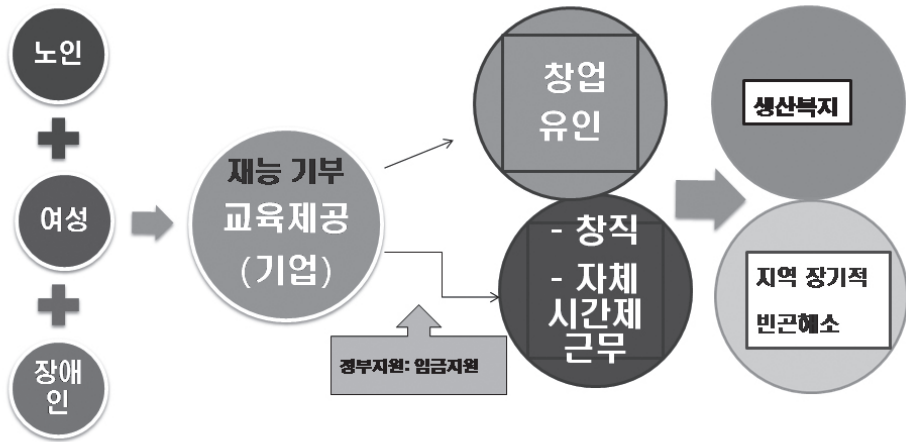 노인
여성
장애
인
재능 기부
교육제공
(기업)
정부지원: 임금지원
창업
유인
- 창직
- 자체
시간제
근무
생산복지
지역 장기적
빈곤해소